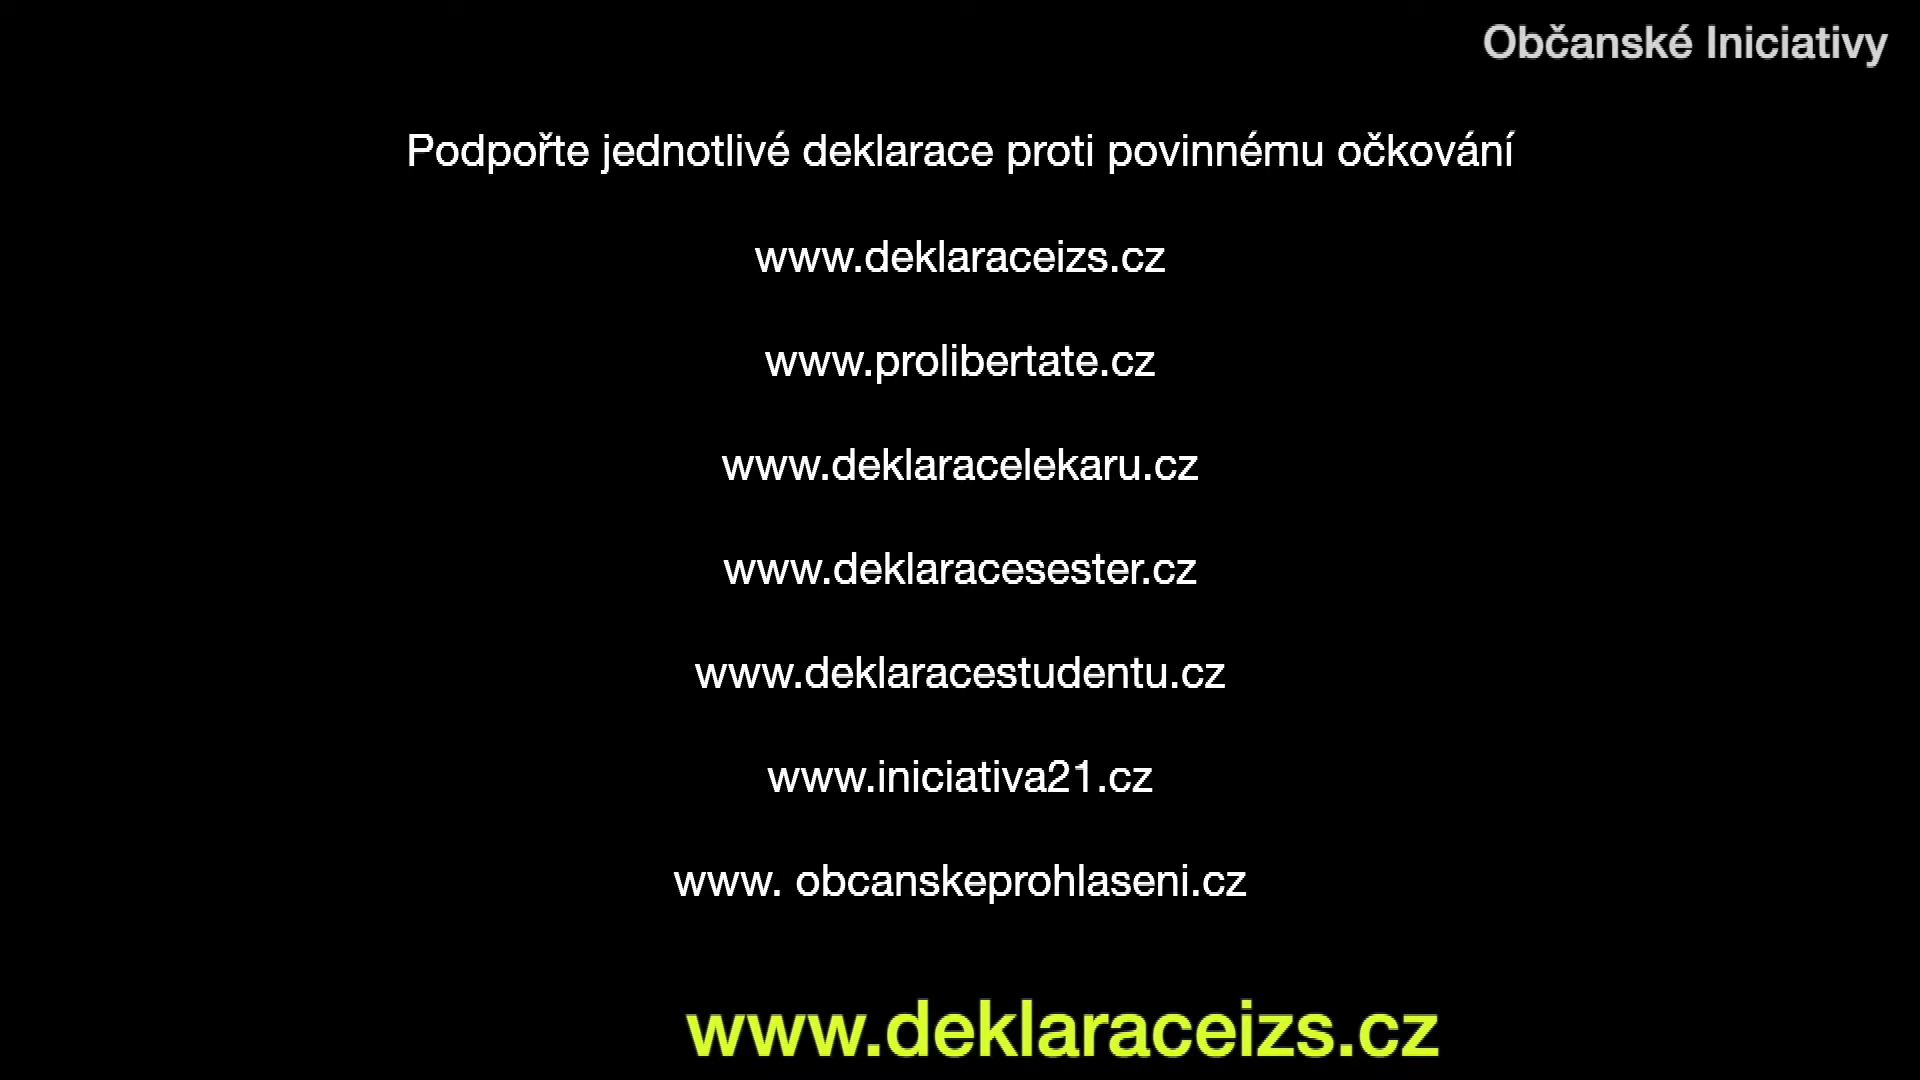 Občanské Iniciativy
Podpořte jednotlivé deklarace proti povinnému očkování
www.deklaraceizs.cz
www.prolibertate.cz
www.deklaracelekaru.cz
www.deklaracesester.cz
www.deklaracestudentu.cz
www.iniciativa21.cz
www. obcanskeprohlaseni.cz
www.deklaraceizs.cz